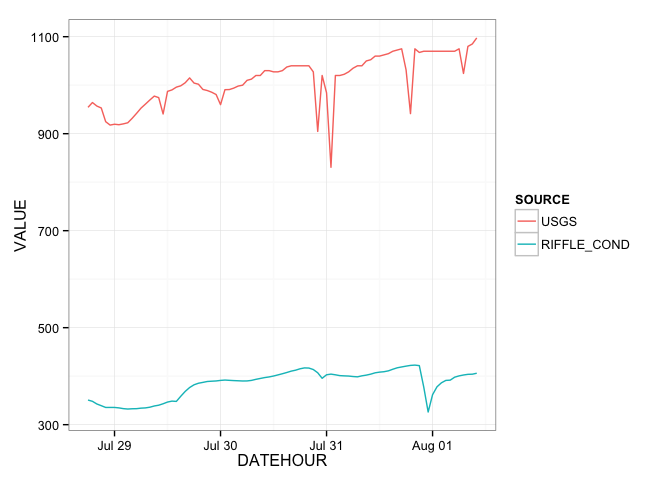 1100
900
700
500
300
VALUE
Jul 29
Jul 30
Jul 31
Aug 01
DATEHOUR
SOURCE
USGS
RIFFLE_COND